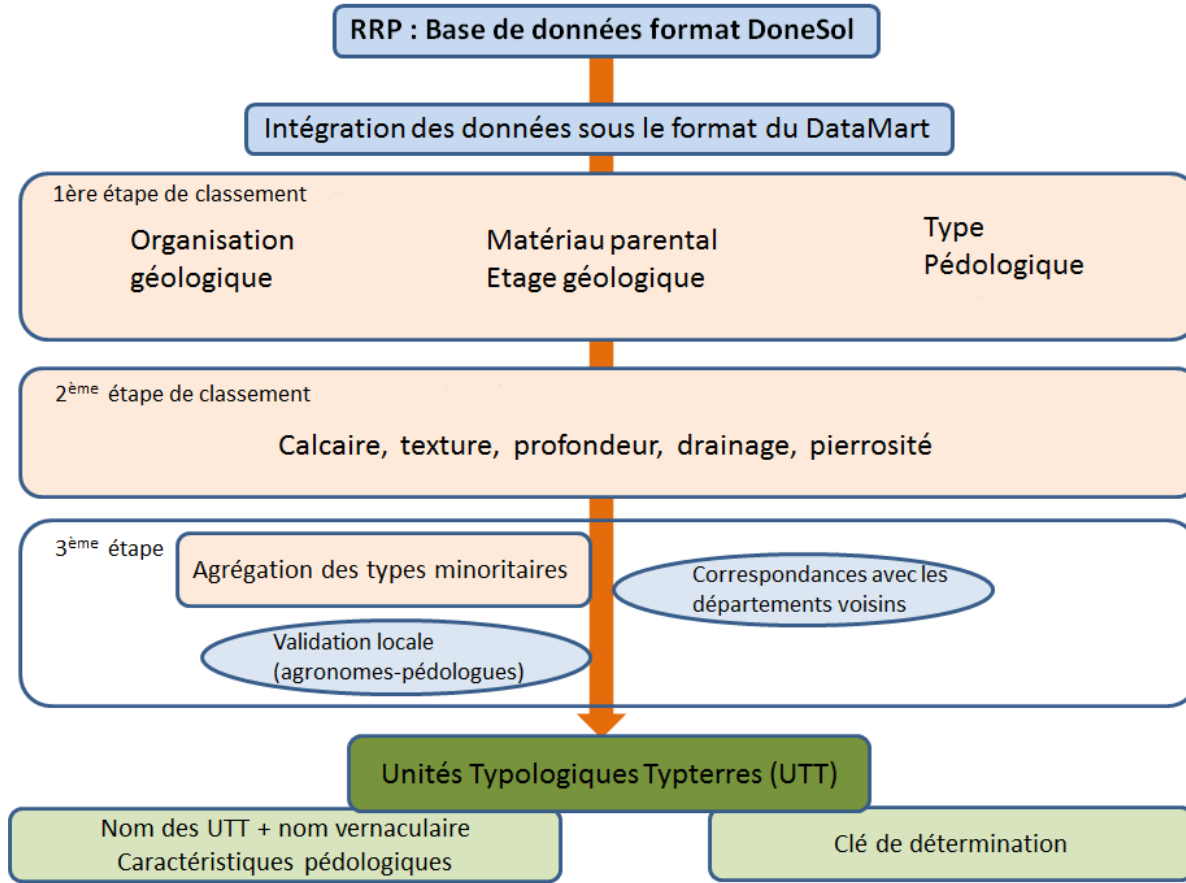 RRP : Base de données format DoneSol
Intégration des données sous le format du DataMart
1ère étape de classement
Organisation
géologique
Matériau parental
Etage géologique
Type
Pédologique
2ème étape de classement
Calcaire, texture, profondeur, drainage, pierrosité
3ème étape
Agrégation des types minoritaires
Correspondances avec les
départements voisins
Validation locale
(agronomes-pédologues)
Unités Typologiques Typterres (UTT)
Nom des UTT + nom vernaculaire
Caractéristiques pédologiques
Clé de détermination